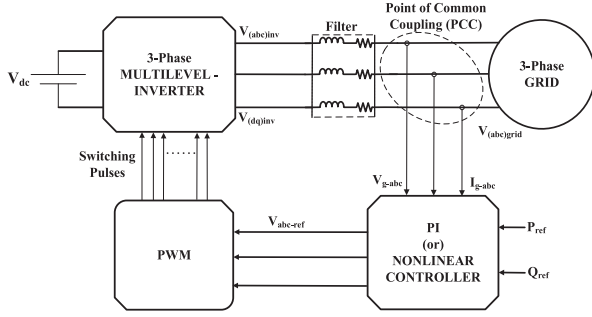 V(abc)inv
Filter
Point of Common
Coupling (PCC)
Vdc
3-Phase
MULTILEVEL -
INVERTER
3-Phase
GRID
V(dq)inv
V(abc)grid
Switching
Pulses
......
Vg-abc
Ig-abc
Vabc-ref
PWM
PI
(or)
NONLINEAR
CONTROLLER
Pref
Qref